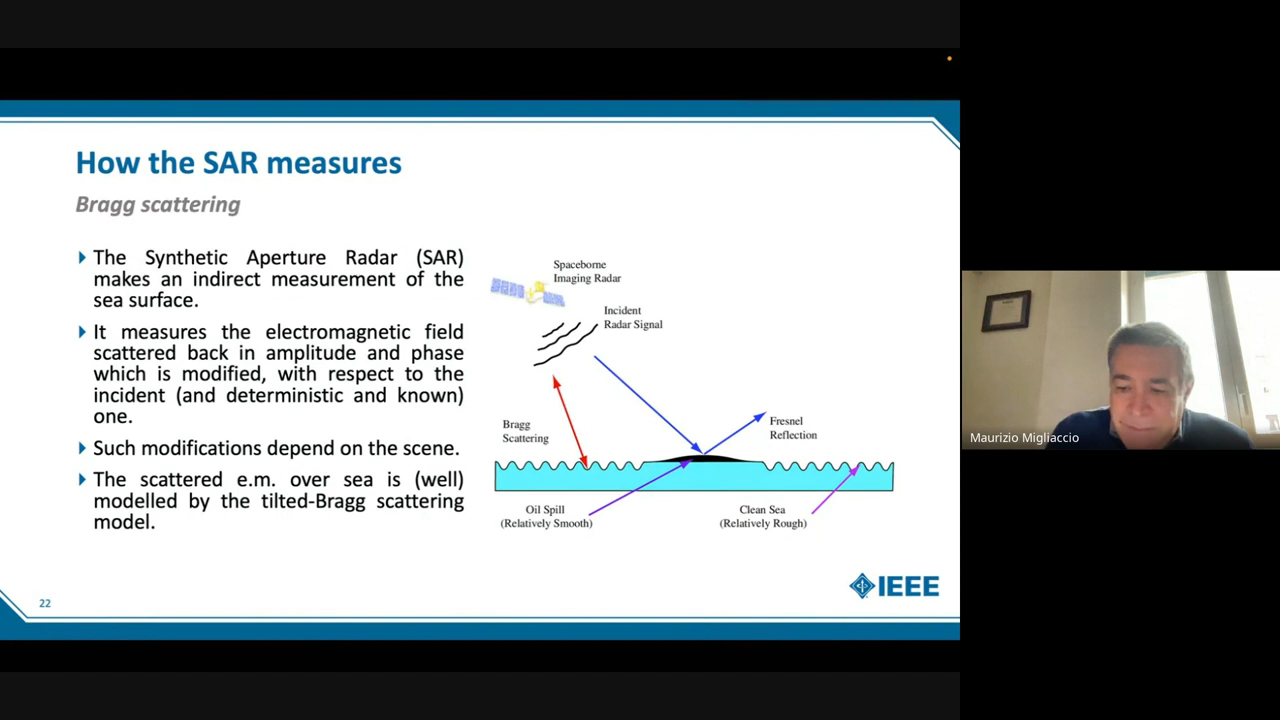 How the SAR measures
Bragg scattering
The Synthetic Aperture Radar (SAR)
makes an indirect measurement of the
sea surface.
It measures the electromagnetic field
scattered back in amplitude and phase
which is modified, with respect to the
incident (and deterministic and known)
one.
Such modifications depend on the scene.
The scattered e.m. over sea is (well)
modelled by the tilted-Bragg scattering
model.
Spaceborne
Imaging Radar
Incident
Radar Signal
Bragg
Scattering
Fresnel
Reflection
Oil Spill
(Relatively Smooth)
Clean Sea
(Relatively Rough)
22
IEEE
Maurizio Migliaccio